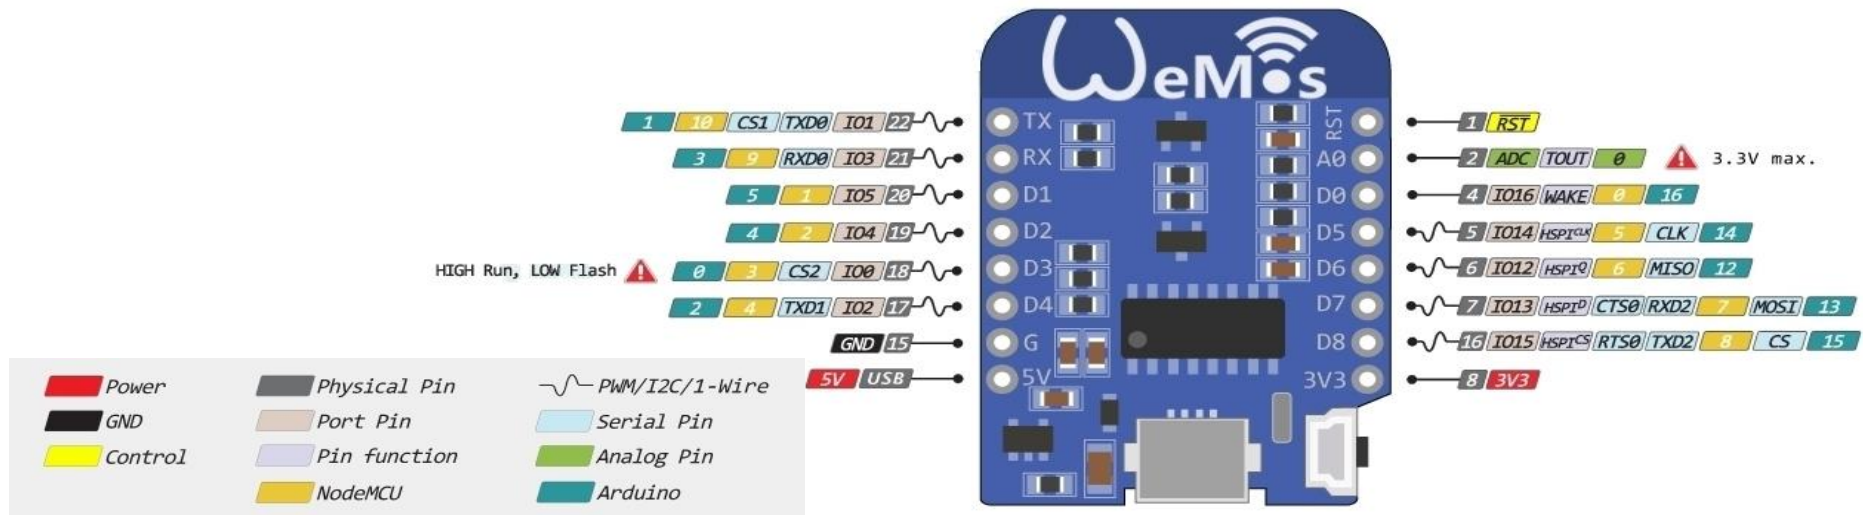 WeMos
1 10 CS1 TXD0 IO1 22 TX RST 1 RST
3 9 RXD0 IO3 21 RX A0 2 ADC TOUT 0 3.3V max.
5 1 IO5 20 D1 D0 4 IO16 WAKE 0 16
4 2 IO4 19 D2 D5 5 IO14 HSPICLK 5 CLK 14
HIGH Run, LOW Flash 0 3 CS2 IO0 18 D3 D6 6 IO12 HSPIQ 6 MISO 12
2 4 TXD1 IO2 17 D4 D7 7 IO13 HSPID CTS0 RXD2 7 MOSI 13
GND 15 G D8 16 IO15 HSPICS RTS0 TXD2 8 CS 15
5V USB 5V 3V3 8 3V3
Power Physical Pin PWM/I2C/1-Wire
GND Port Pin Serial Pin
Control Pin function Analog Pin
NodeMCU Arduino